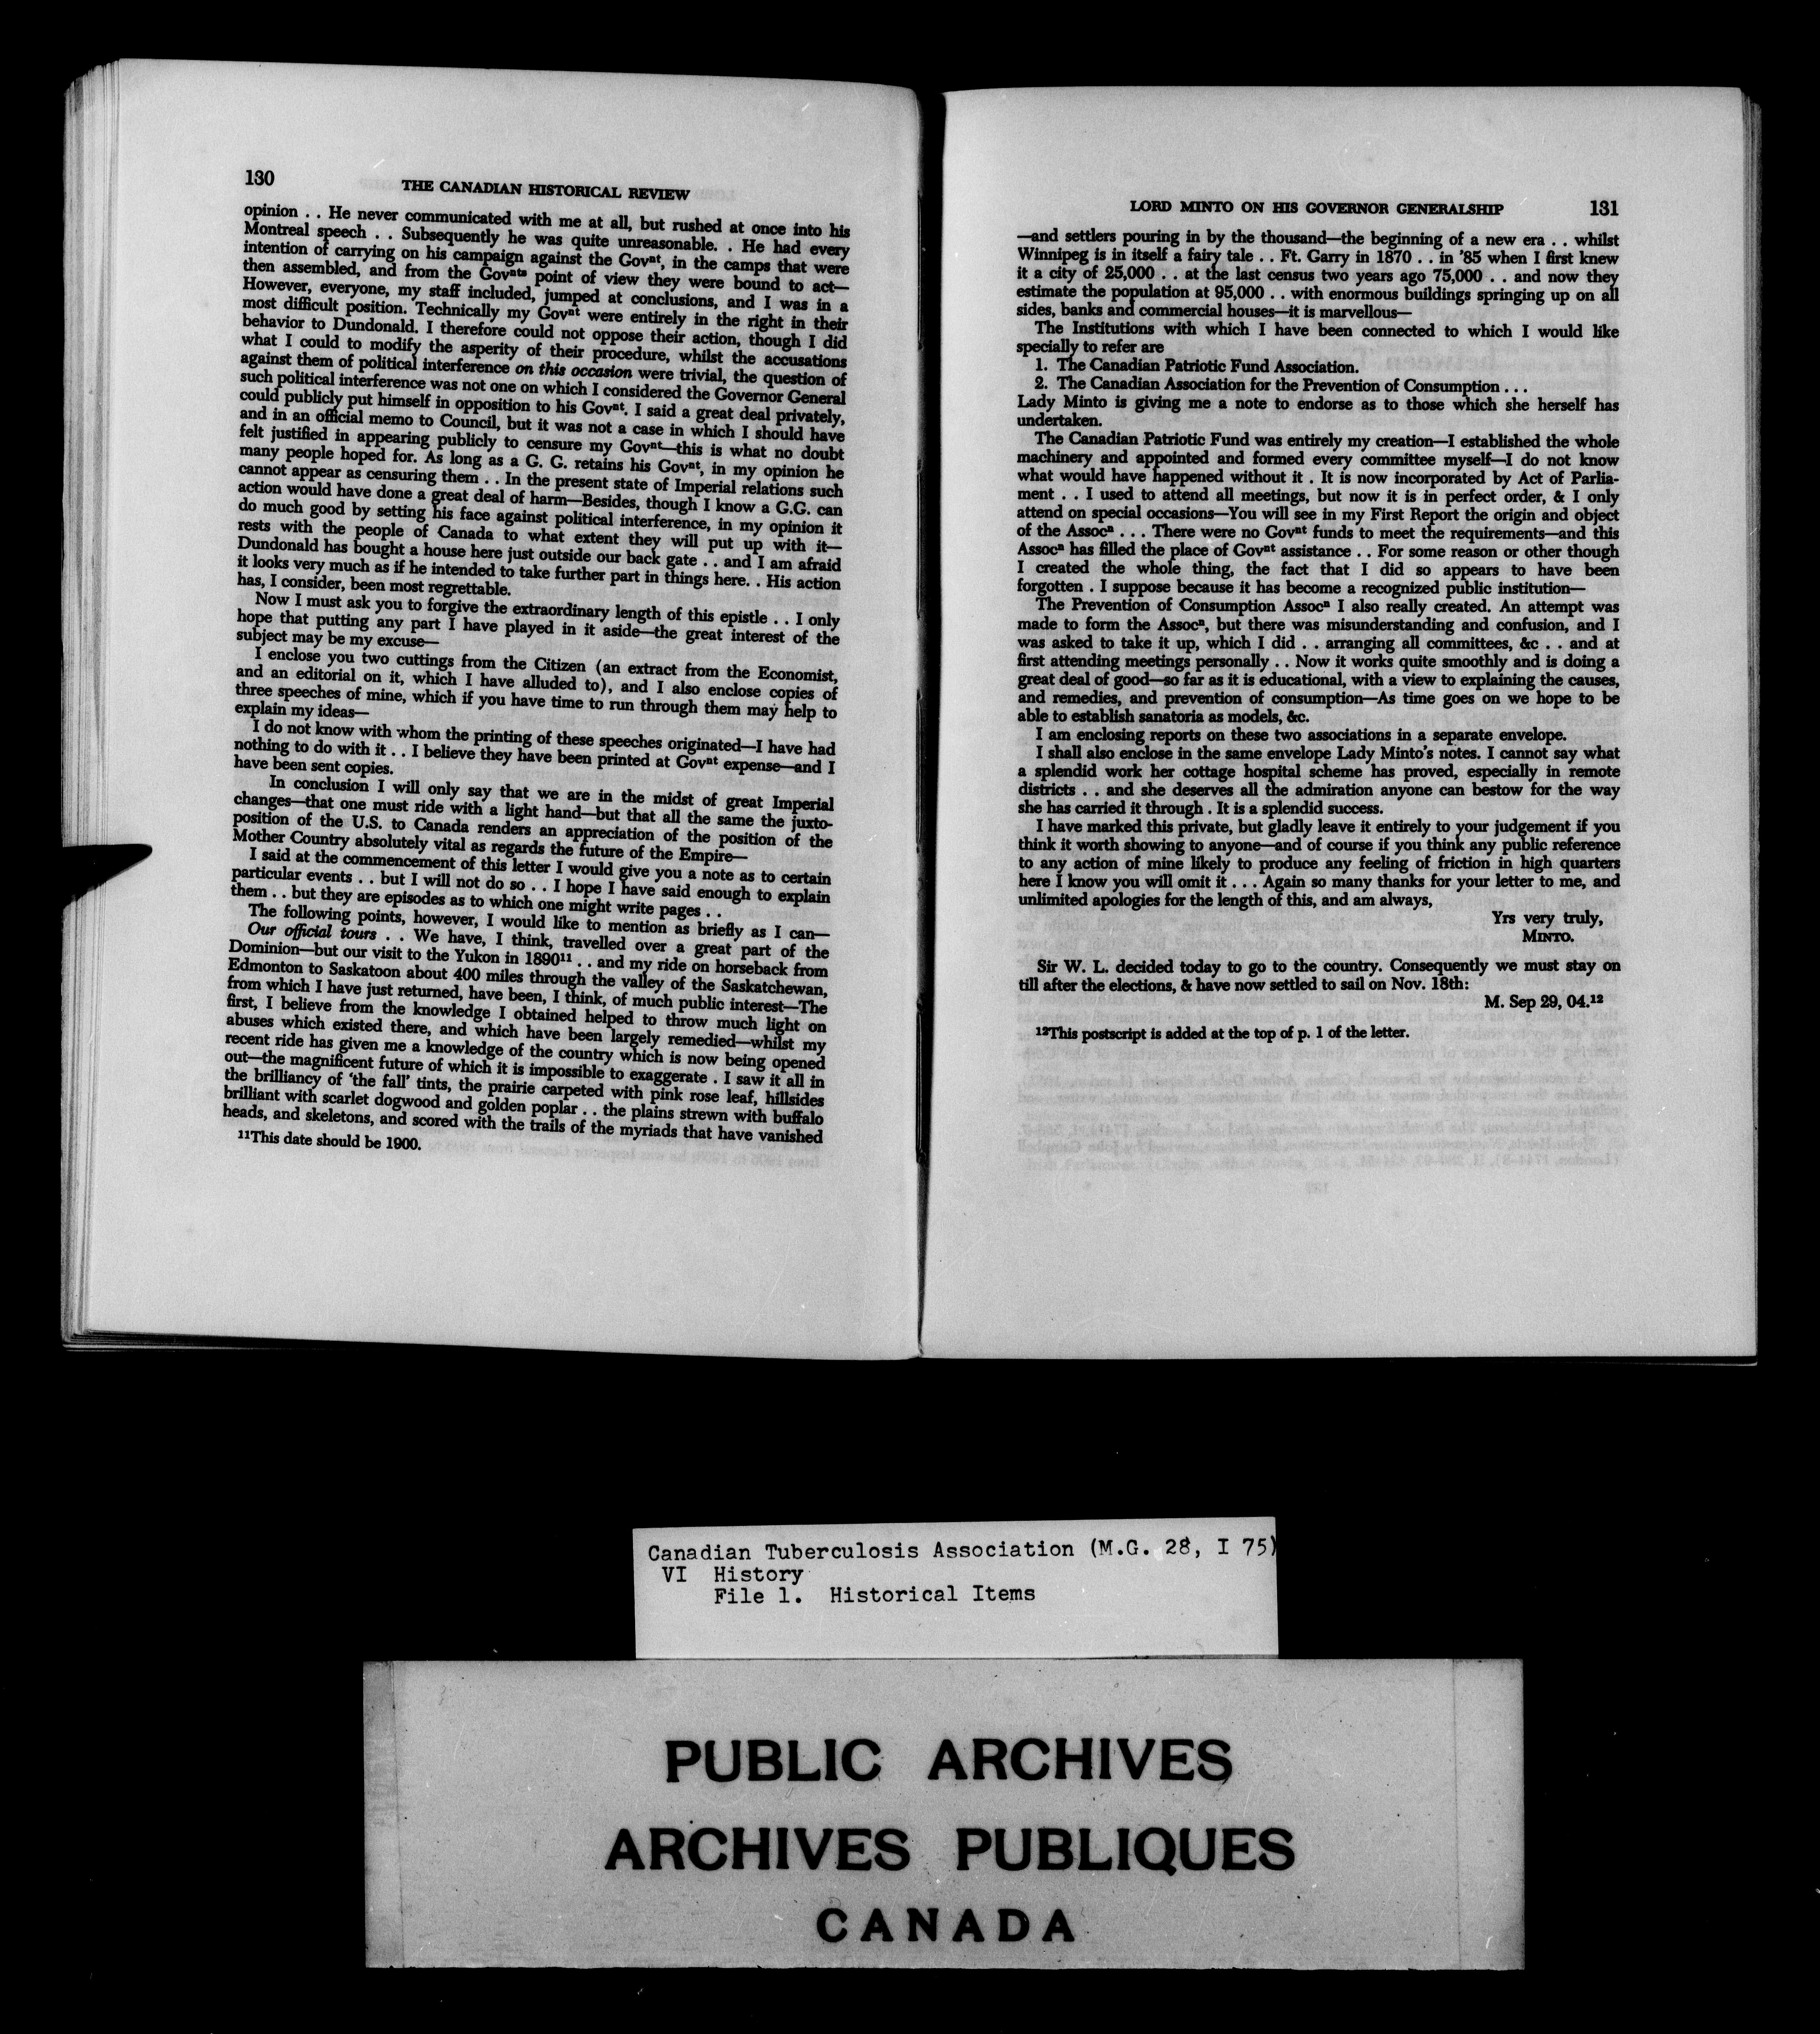 130
THE CANADIAN HISTORICAL REVIEW
opinion . . He never communicated with me at all, but rushed at once into his
Montreal speech . . Subsequently he was quite unreasonable. . He had every
intention of carrying on his campaign against the Govⁿᵗ, in the camps that were
then assembled, and from the Govⁿᵗˢ point of view they were bound to act—
However, everyone, my staff included, jumped at conclusions, and I was in a
most difficult position. Technically my Govⁿᵗ were entirely in the right in their
behavior to Dundonald. I therefore could not oppose their action, though I did
what I could to modify the asperity of their procedure, whilst the accusations
against them of political interference on this occasion were trivial, the question of
such political interference was not one on which I considered the Governor General
could publicly put himself in opposition to his Govⁿᵗ. I said a great deal privately,
and in an official memo to Council, but it was not a case in which I should have
felt justified in appearing publicly to censure my Govⁿᵗ—this is what no doubt
many people hoped for. As long as a G. G. retains his Govⁿᵗ, in my opinion he
cannot appear as censuring them . . In the present state of Imperial relations such
action would have done a great deal of harm—Besides, though I know a G.G. can
do much good by setting his face against political interference, in my opinion it
rests with the people of Canada to what extent they will put up with it—
Dundonald has bought a house here just outside our back gate . . and I am afraid
it looks very much as if he intended to take further part in things here. . His action
has, I consider, been most regrettable.
Now I must ask you to forgive the extraordinary length of this epistle . . I only
hope that putting any part I have played in it aside—the great interest of the
subject may be my excuse—
I enclose you two cuttings from the Citizen (an extract from the Economist,
and an editorial on it, which I have alluded to), and I also enclose copies of
three speeches of mine, which if you have time to run through them may help to
explain my ideas—
I do not know with whom the printing of these speeches originated—I have had
nothing to do with it . . I believe they have been printed at Govⁿᵗ expense—and I
have been sent copies.
In conclusion I will only say that we are in the midst of great Imperial
changes—that one must ride with a light hand—but that all the same the juxto-
position of the U.S. to Canada renders an appreciation of the position of the
Mother Country absolutely vital as regards the future of the Empire—
I said at the commencement of this letter I would give you a note as to certain
particular events . . but I will not do so . . I hope I have said enough to explain
them . . but they are episodes as to which one might write pages . .
The following points, however, I would like to mention as briefly as I can—
Our official tours . . We have, I think, travelled over a great part of the
Dominion—but our visit to the Yukon in 1890¹¹ . . and my ride on horseback from
Edmonton to Saskatoon about 400 miles through the valley of the Saskatchewan,
from which I have just returned, have been, I think, of much public interest—The
first, I believe from the knowledge I obtained helped to throw much light on
abuses which existed there, and which have been largely remedied—whilst my
recent ride has given me a knowledge of the country which is now being opened
out—the magnificent future of which it is impossible to exaggerate . I saw it all in
the brilliancy of 'the fall' tints, the prairie carpeted with pink rose leaf, hillsides
brilliant with scarlet dogwood and golden poplar . . the plains strewn with buffalo
heads, and skeletons, and scored with the trails of the myriads that have vanished
¹¹This date should be 1900.
LORD MINTO ON HIS GOVERNOR GENERALSHIP 131
—and settlers pouring in by the thousand—the beginning of a new era . . whilst
Winnipeg is in itself a fairy tale . . Ft. Garry in 1870 . . in '85 when I first knew
it a city of 25,000 . . at the last census two years ago 75,000 . . and now they
estimate the population at 95,000 . . with enormous buildings springing up on all
sides, banks and commercial houses—it is marvellous—
The Institutions with which I have been connected to which I would like
specially to refer are
1. The Canadian Patriotic Fund Association.
2. The Canadian Association for the Prevention of Consumption . . .
Lady Minto is giving me a note to endorse as to those which she herself has
undertaken.
The Canadian Patriotic Fund was entirely my creation—I established the whole
machinery and appointed and formed every committee myself—I do not know
what would have happened without it . It is now incorporated by Act of Parlia-
ment . . I used to attend all meetings, but now it is in perfect order, & I only
attend on special occasions—You will see in my First Report the origin and object
of the Assocⁿ . . . There were no Govⁿᵗ funds to meet the requirements—and this
Assocⁿ has filled the place of Govⁿᵗ assistance . . For some reason or other though
I created the whole thing, the fact that I did so appears to have been
forgotten . I suppose because it has become a recognized public institution—
The Prevention of Consumption Assocⁿ I also really created. An attempt was
made to form the Assocⁿ, but there was misunderstanding and confusion, and I
was asked to take it up, which I did . . arranging all committees, &c . . and at
first attending meetings personally . . Now it works quite smoothly and is doing a
great deal of good—so far as it is educational, with a view to explaining the causes,
and remedies, and prevention of consumption—As time goes on we hope to be
able to establish sanatoria as models, &c.
I am enclosing reports on these two associations in a separate envelope.
I shall also enclose in the same envelope Lady Minto's notes. I cannot say what
a splendid work her cottage hospital scheme has proved, especially in remote
districts . . and she deserves all the admiration anyone can bestow for the way
she has carried it through . It is a splendid success.
I have marked this private, but gladly leave it entirely to your judgement if you
think it worth showing to anyone—and of course if you think any public reference
to any action of mine likely to produce any feeling of friction in high quarters
here I know you will omit it . . . Again so many thanks for your letter to me, and
unlimited apologies for the length of this, and am always,
Yrs very truly,
MINTO.
Sir W. L. decided today to go to the country. Consequently we must stay on
till after the elections, & have now settled to sail on Nov. 18th:
M. Sep 29, 04.¹²
¹²This postscript is added at the top of p. 1 of the letter.
Canadian Tuberculosis Association (M.G. 28, I 75)
VI History
File 1. Historical Items
PUBLIC ARCHIVES
ARCHIVES PUBLIQUES
CANADA